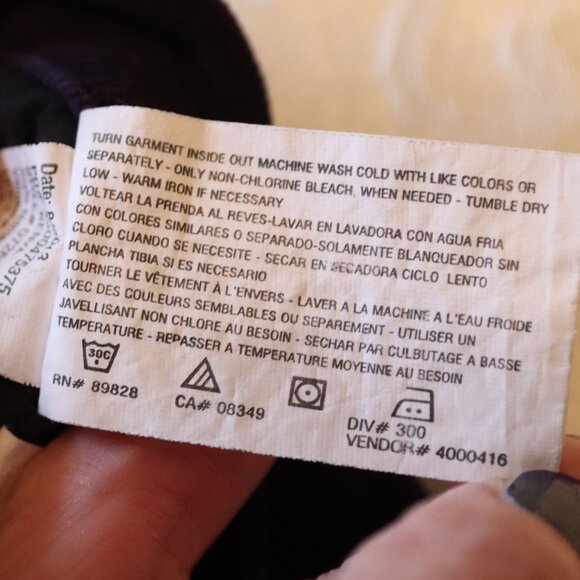 TURN GARMENT INSIDE OUT MACHINE WASH COLD WITH LIKE COLORS OR
SEPARATELY - ONLY NON-CHLORINE BLEACH, WHEN NEEDED - TUMBLE DRY
LOW - WARM IRON IF NECESSARY
VOLTEAR LA PRENDA AL REVES-LAVAR EN LAVADORA CON AGUA FRIA
CON COLORES SIMILARES O SEPARADO-SOLAMENTE BLANQUEADOR SIN
CLORO CUANDO SE NECESITE - SECAR EN SECADORA CICLO LENTO
PLANCHA TIBIA SI ES NECESARIO
TOURNER LE VÊTEMENT À L'ENVERS - LAVER A LA MACHINE A L'EAU FROIDE
AVEC DES COULEURS SEMBLABLES OU SEPAREMENT - UTILISER UN
JAVELLISANT NON CHLORE AU BESOIN - SECHAR PAR CULBUTAGE A BASSE
TEMPERATURE - REPASSER A TEMPERATURE MOYENNE AU BESOIN
30C
RN# 89828
CA# 08349
DIV# 300
VENDOR# 4000416
Date: